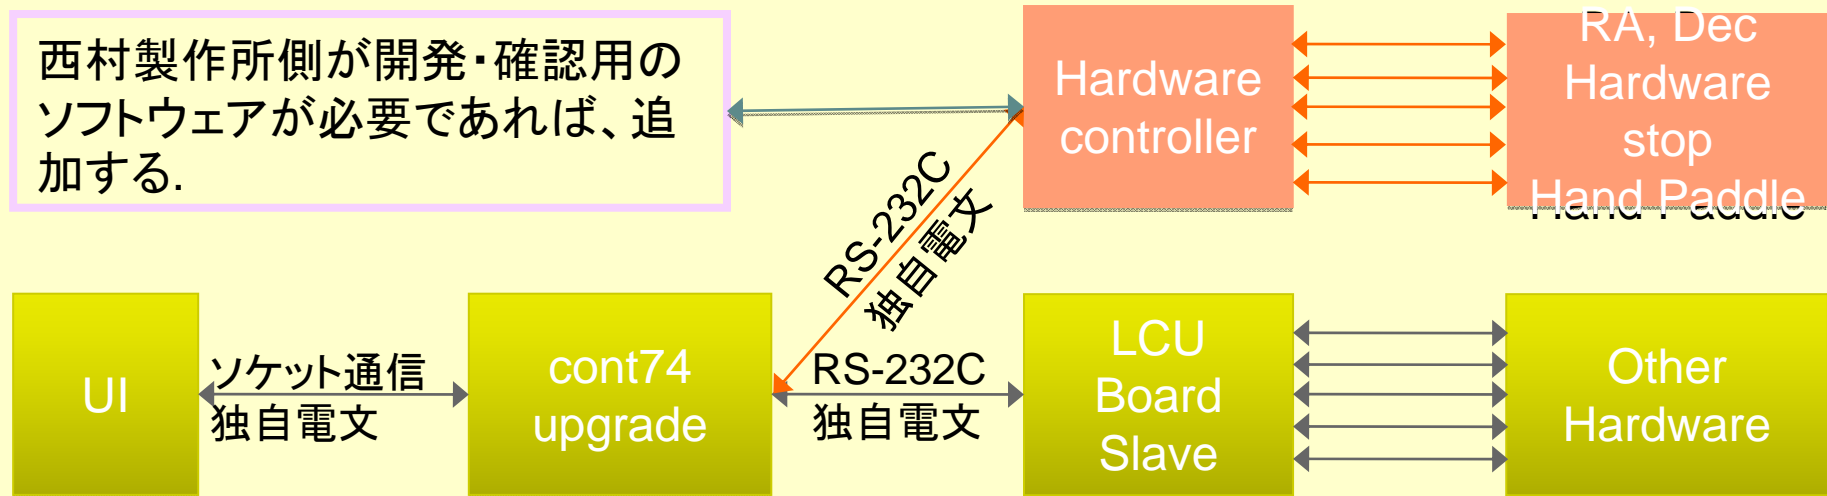 西村製作所側が開発・確認用の
ソフトウェアが必要であれば、追
加する.
Hardware
controller
RA, Dec
Hardware
stop
Hand Paddle
RS-232C
独自電文
UI
ソケット通信
独自電文
cont74
upgrade
RS-232C
独自電文
LCU
Board
Slave
Other
Hardware